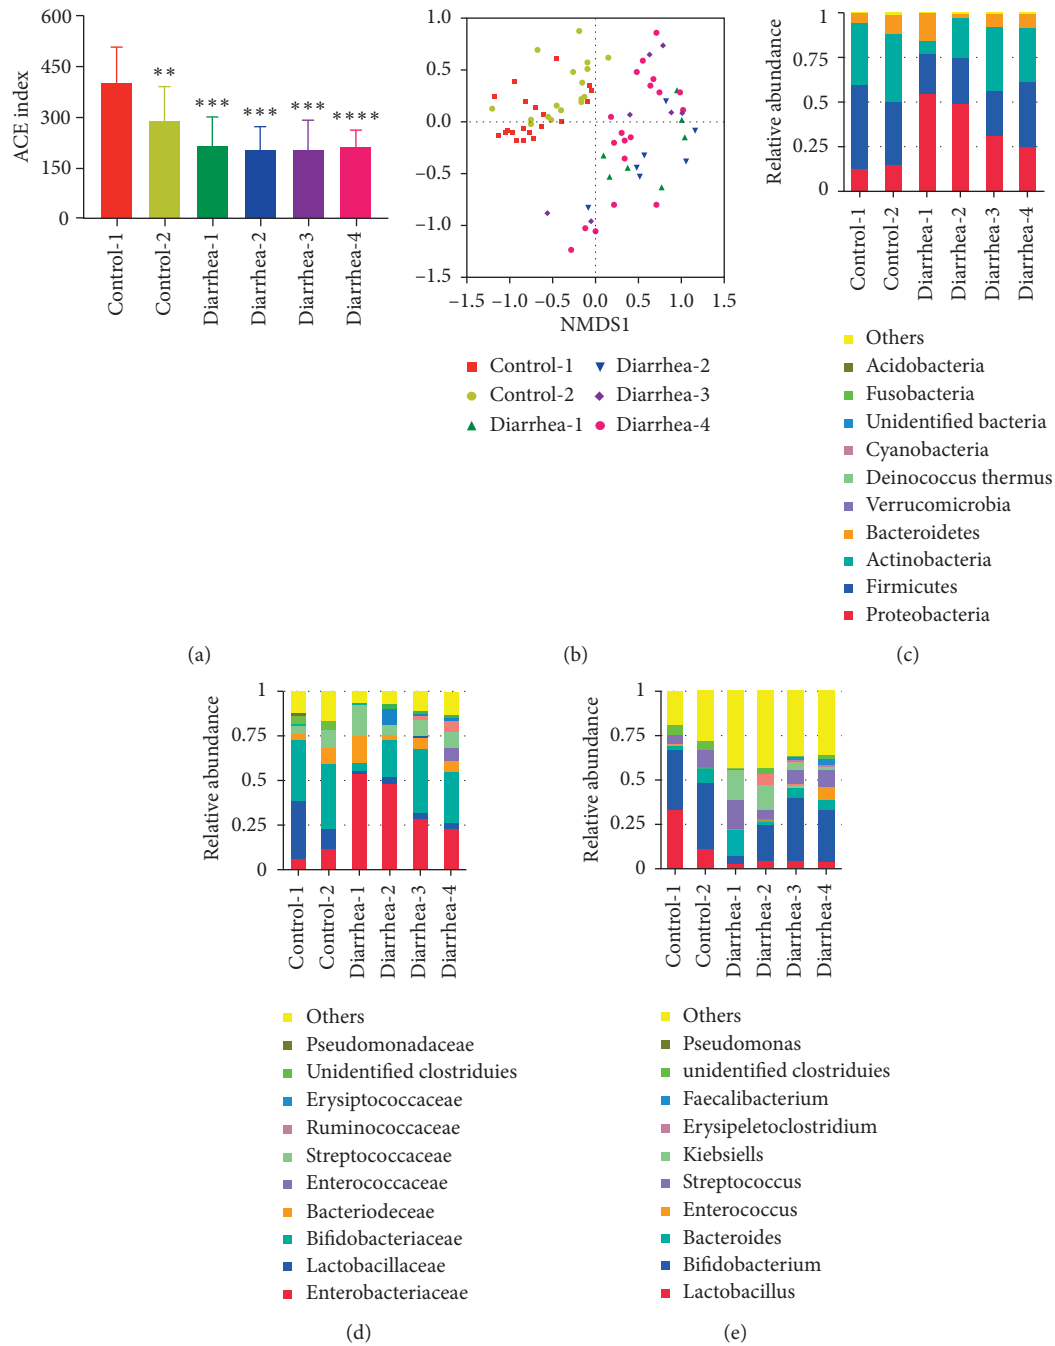 600
450
300
150
0
ACE index
**
***
***
***
****
Control-1
Control-2
Diarrhea-1
Diarrhea-2
Diarrhea-3
Diarrhea-4
(a)
1.0
0.5
0.0
−0.5
−1.0
−1.5
−1.5 −1.0 −0.5 0.0 0.5 1.0 1.5
NMDS1
Control-1
Control-2
Diarrhea-1
Diarrhea-2
Diarrhea-3
Diarrhea-4
(b)
1
0.75
0.5
0.25
0
Relative abundance
Control-1
Control-2
Diarrhea-1
Diarrhea-2
Diarrhea-3
Diarrhea-4
Others
Acidobacteria
Fusobacteria
Unidentified bacteria
Cyanobacteria
Deinococcus thermus
Verrucomicrobia
Bacteroidetes
Actinobacteria
Firmicutes
Proteobacteria
(c)
1
0.75
0.5
0.25
0
Relative abundance
Control-1
Control-2
Diarrhea-1
Diarrhea-2
Diarrhea-3
Diarrhea-4
Others
Pseudomonadaceae
Unidentified clostriduies
Erysiptococcaceae
Ruminococcaceae
Streptococcaceae
Enterococcaceae
Bacteriodeceae
Bifidobacteriaceae
Lactobacillaceae
Enterobacteriaceae
(d)
1
0.75
0.5
0.25
0
Relative abundance
Control-1
Control-2
Diarrhea-1
Diarrhea-2
Diarrhea-3
Diarrhea-4
Others
Pseudomonas
unidentified clostriduies
Faecalibacterium
Erysipeletoclostridium
Kiebsiells
Streptococcus
Enterococcus
Bacteroides
Bifidobacterium
Lactobacillus
(e)